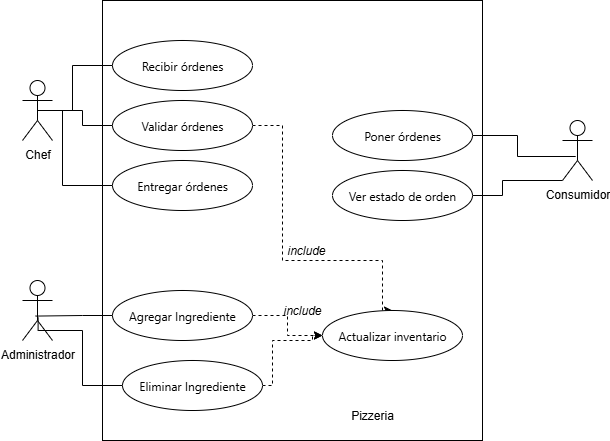 Recibir órdenes
Validar órdenes
Entregar órdenes
Chef
Poner órdenes
Ver estado de orden
Consumidor
include
include
Agregar Ingrediente
Actualizar inventario
Administrador
Eliminar Ingrediente
Pizzeria